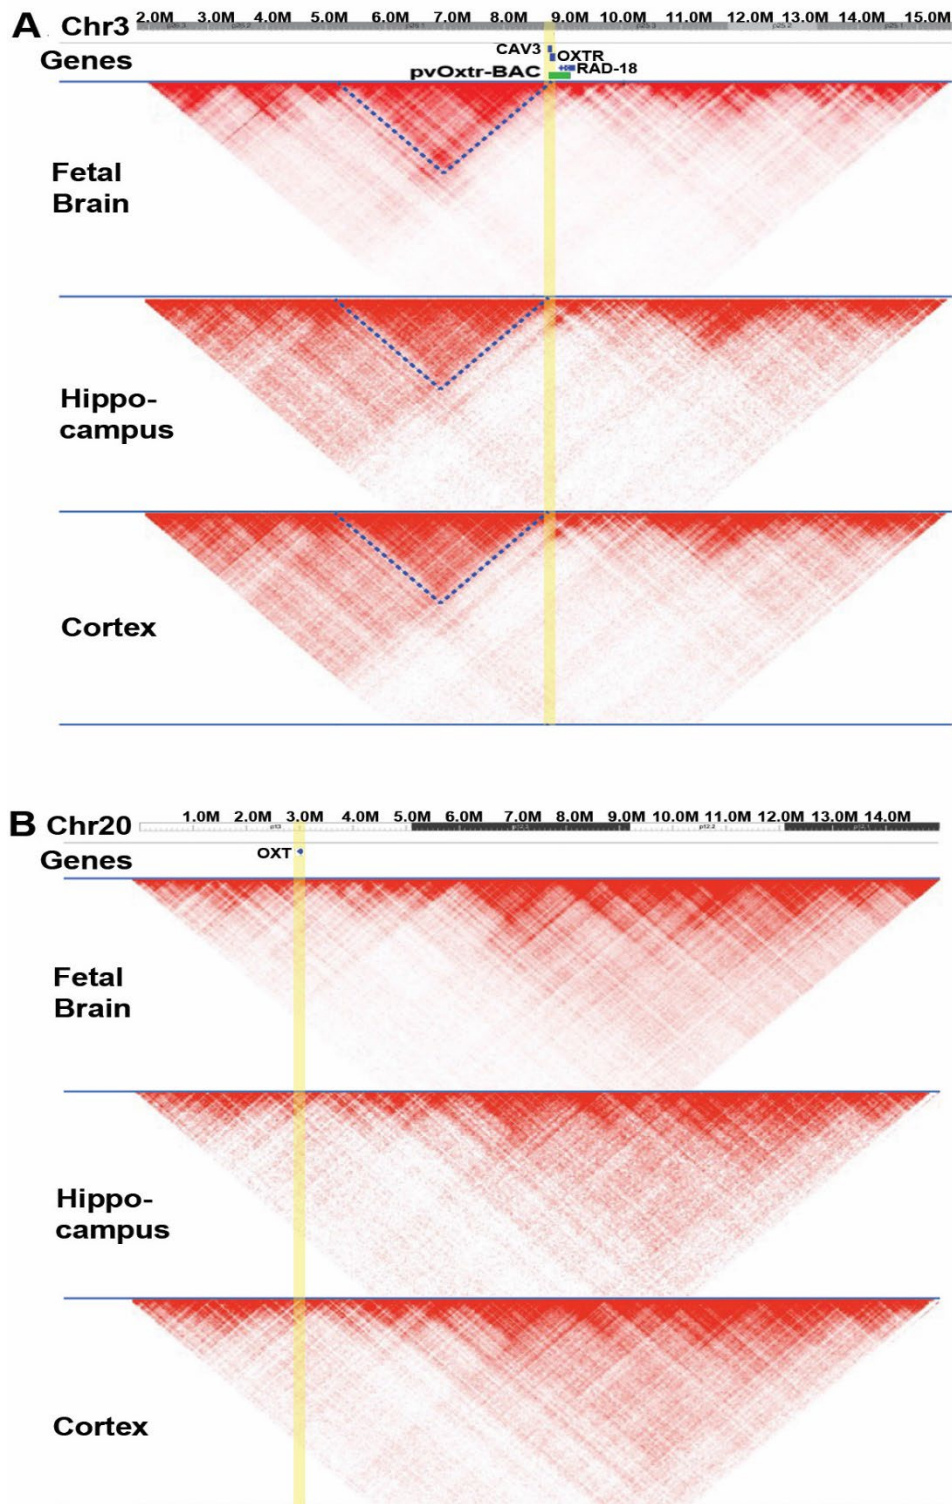 A Chr3 2.0M 3.0M 4.0M 5.0M 6.0M 7.0M 8.0M 9.0M 10.0M 11.0M 12.0M 13.0M 14.0M 15.0M
CAV3
Genes OXTR
pvOxtr-BAC RAD-18
Fetal
Brain
Hippo-
campus
Cortex
B Chr20 1.0M 2.0M 3.0M 4.0M 5.0M 6.0M 7.0M 8.0M 9.0M 10.0M 11.0M 12.0M 13.0M 14.0M
p13 p12.2
Genes OXT
Fetal
Brain
Hippo-
campus
Cortex